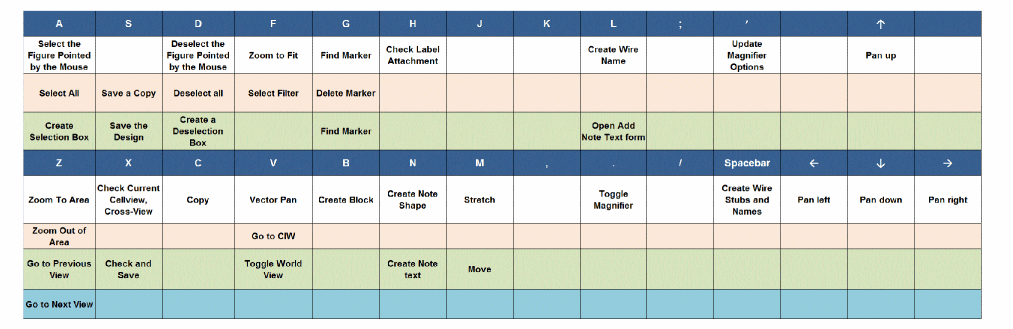 A S D F G H J K L ; ' ↑
Select the Figure Pointed by the Mouse Deselect the Figure Pointed by the Mouse Zoom to Fit Find Marker Check Label Attachment Create Wire Name Update Magnifier Options Pan up
Select All Save a Copy Deselect all Select Filter Delete Marker
Create Selection Box Save the Design Create a Deselection Box Find Marker Open Add Note Text form
Z X C V B N M , . / Spacebar ← ↓ →
Zoom To Area Check Current Cellview, Cross-View Copy Vector Pan Create Block Create Note Shape Stretch Toggle Magnifier Create Wire Stubs and Names Pan left Pan down Pan right
Zoom Out of Area Go to CIW
Go to Previous View Check and Save Toggle World View Create Note text Move
Go to Next View